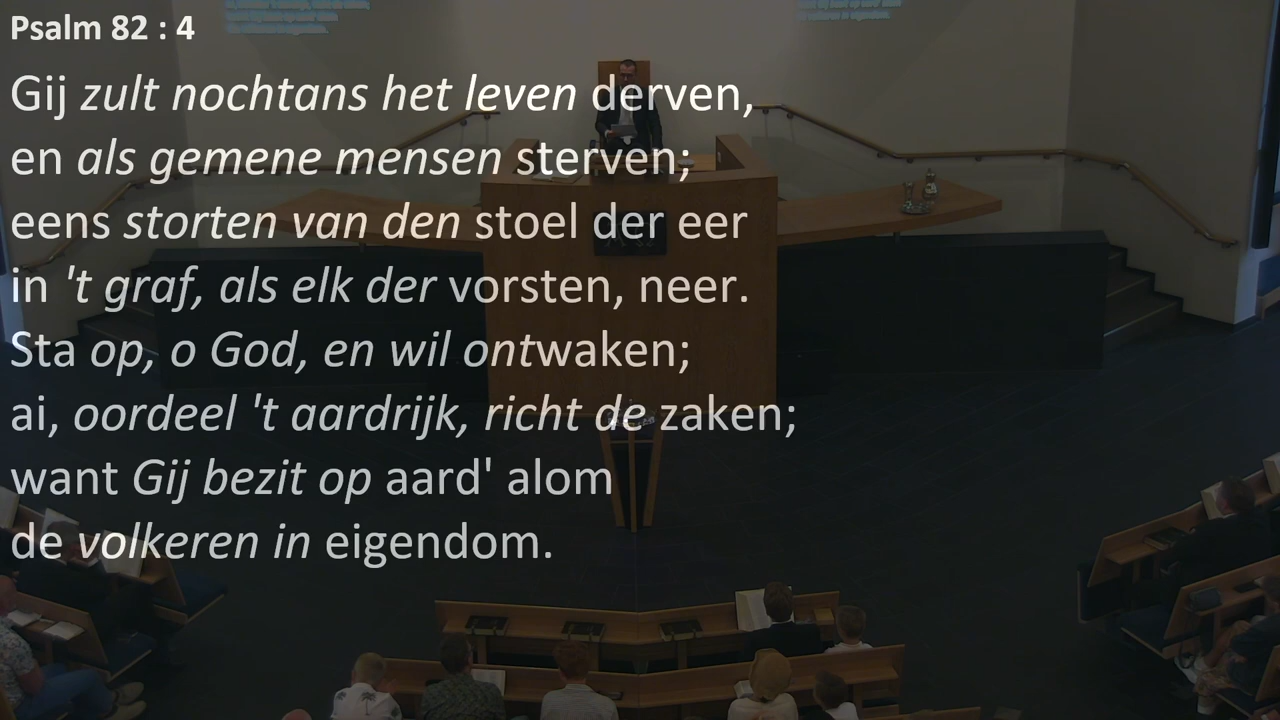 Psalm 82 : 4
Gij zult nochtans het leven derven,
en als gemene mensen sterven;
eens storten van den stoel der eer
in 't graf, als elk der vorsten, neer.
Sta op, o God, en wil ontwaken;
ai, oordeel 't aardrijk, richt de zaken;
want Gij bezit op aard' alom
de volkeren in eigendom.